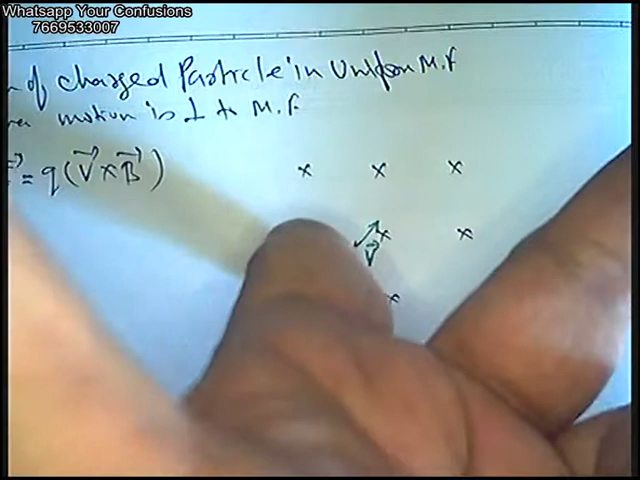 Whatsapp Your Confusions
7669533007
of charged Particle in Uniform M.F
motion is ⊥ to M.F
F⃗ = q(V⃗ × B⃗)
× × ×
× ×
V⃗
×